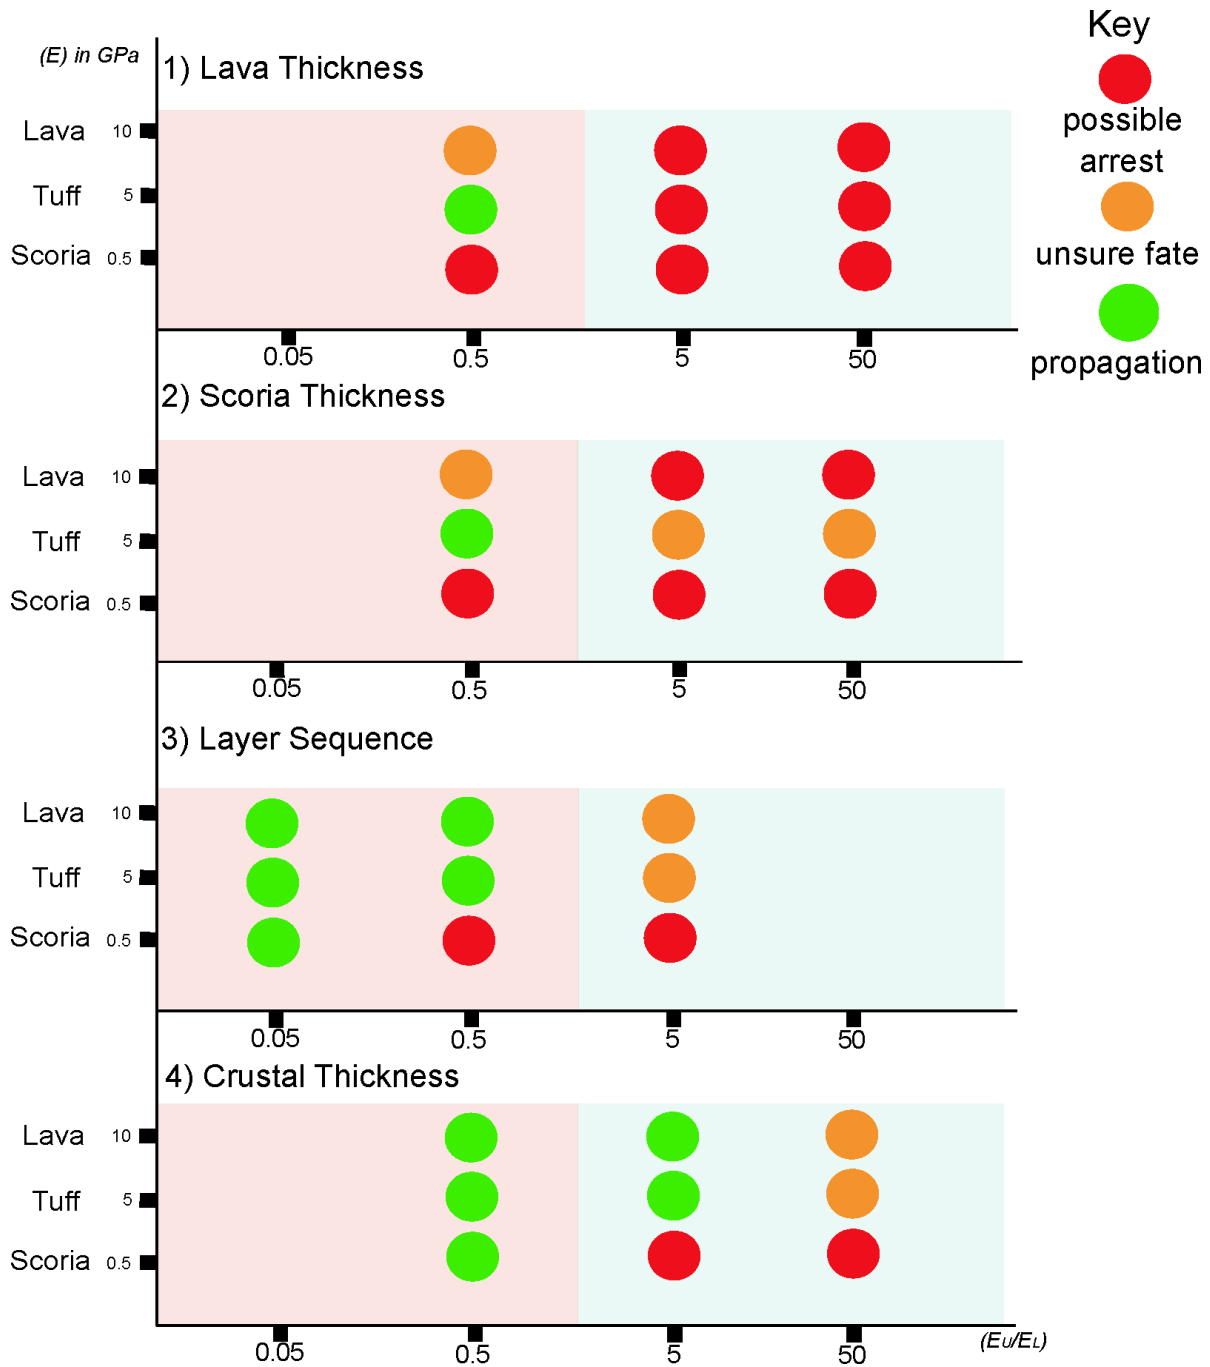 (E) in GPa
1) Lava Thickness
Lava 10
Tuff 5
Scoria 0.5
0.05 0.5 5 50
Key
possible
arrest
unsure fate
propagation
2) Scoria Thickness
Lava 10
Tuff 5
Scoria 0.5
0.05 0.5 5 50
3) Layer Sequence
Lava 10
Tuff 5
Scoria 0.5
0.05 0.5 5 50
4) Crustal Thickness
Lava 10
Tuff 5
Scoria 0.5
0.05 0.5 5 50
(EU/EL)